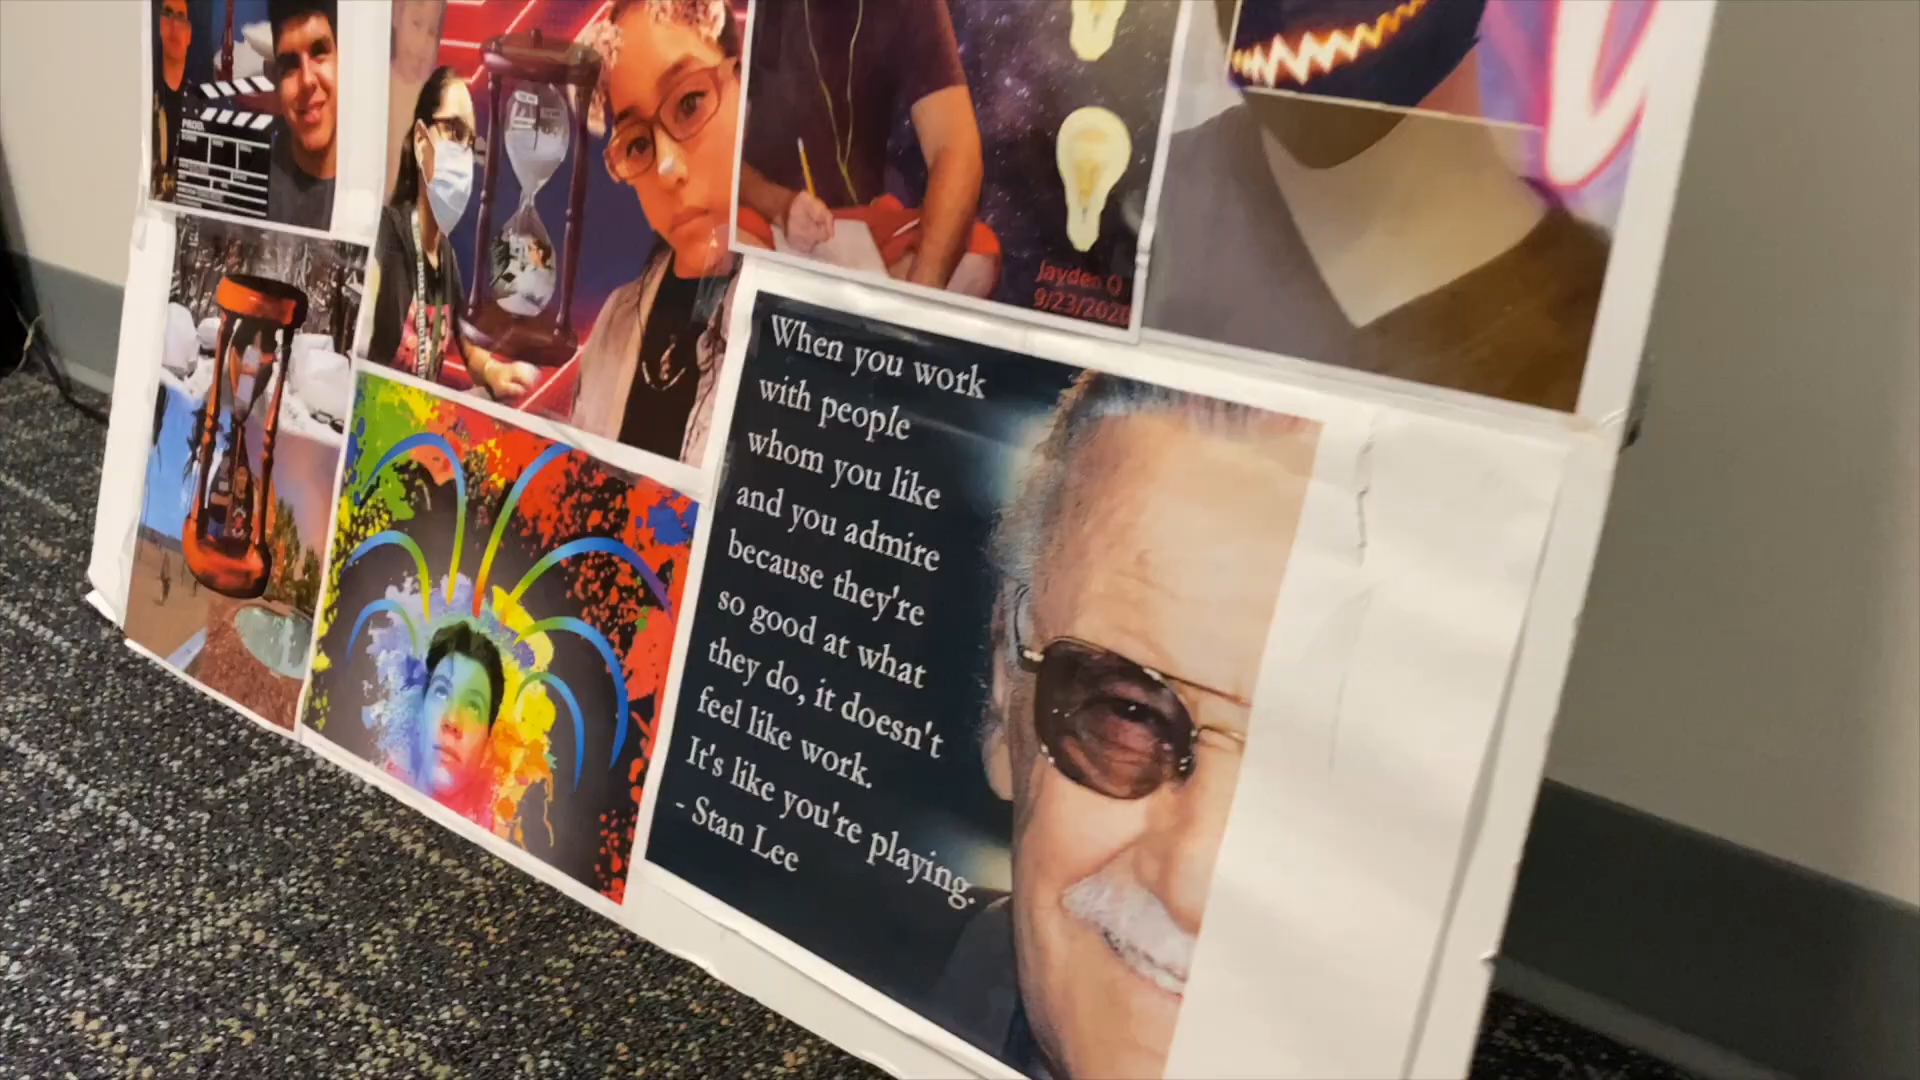 PROD.
Jayden O
9/23/2020
When you work
with people
whom you like
and you admire
because they're
so good at what
they do, it doesn't
feel like work.
It's like you're playing.
- Stan Lee